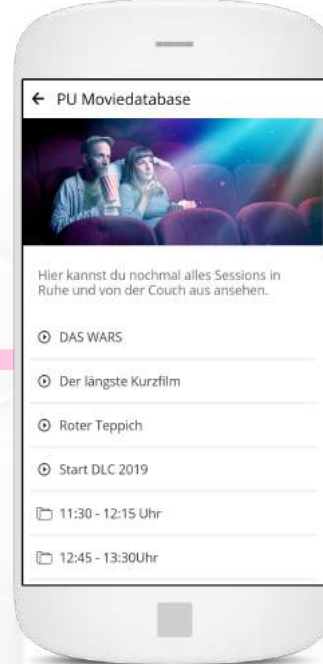 ← PU Moviedatabase
Hier kannst du nochmal alles Sessions in
Ruhe und von der Couch aus ansehen.
DAS WARS
Der längste Kurzfilm
Roter Teppich
Start DLC 2019
11:30 - 12:15 Uhr
12:45 - 13:30Uhr